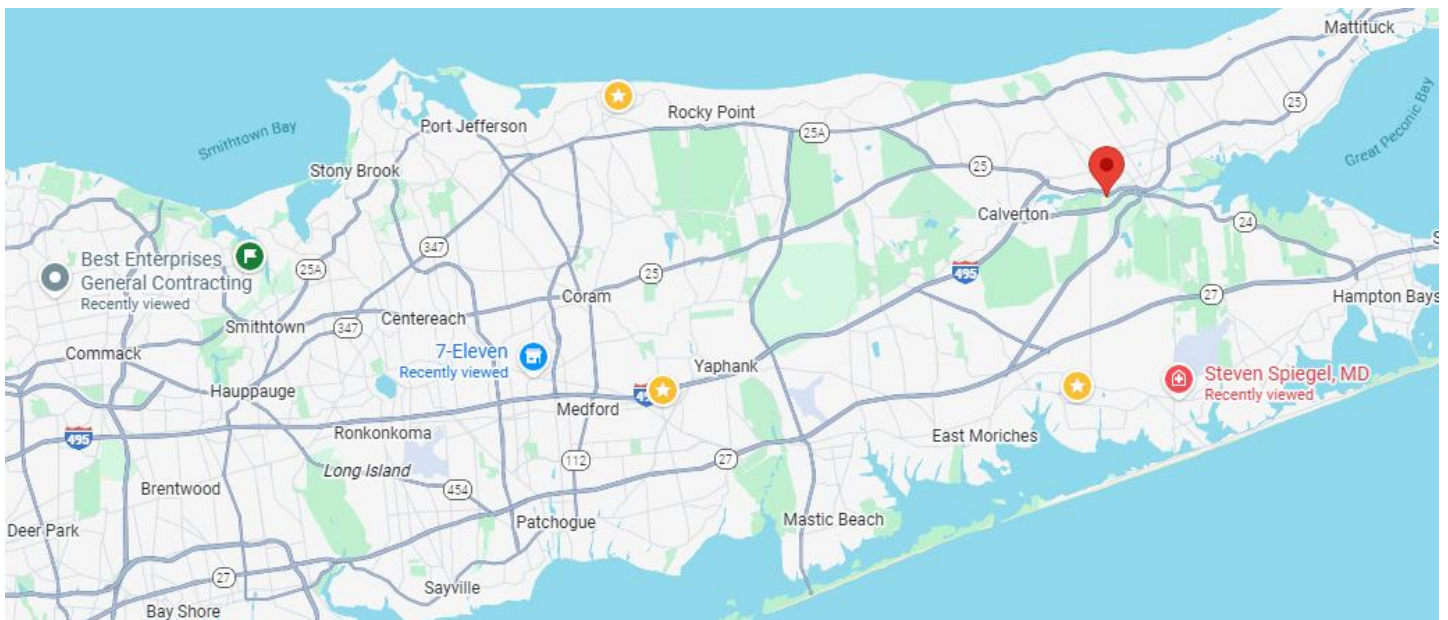 Mattituck
25
Great Peconic Bay
Rocky Point
25A
Port Jefferson
Smithtown Bay
Stony Brook
25
Calverton
24
347
25A
Best Enterprises
General Contracting
Recently viewed
25
495
27
S
Hampton Bays
Coram
Centereach
347
Smithtown
Commack
7-Eleven
Recently viewed
Yaphank
Steven Spiegel, MD
Recently viewed
Hauppauge
Medford
495
Ronkonkoma
East Moriches
Long Island
112
27
454
Brentwood
Deer Park
Patchogue
Mastic Beach
27
Sayville
Bay Shore